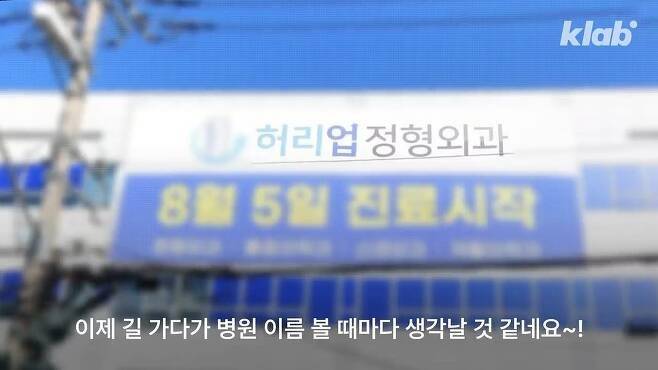 klab
허리업정형외과
8월 5일 진료시작
이제 길 가다가 병원 이름 볼 때마다 생각날 것 같네요~!